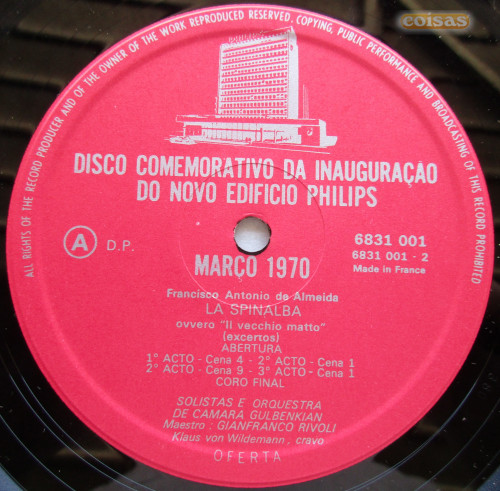 coisas
ALL RIGHTS OF THE RECORD PRODUCER AND OF THE OWNER OF THE WORK REPRODUCED RESERVED, COPYING, PUBLIC PERFORMANCE AND BROADCASTING OF THIS RECORD PROHIBITED
DISCO COMEMORATIVO DA INAUGURAÇÃO
DO NOVO EDIFICIO PHILIPS
A D.P.
MARÇO 1970
6831 001
6831 001 - 2
Made in France
Francisco Antonio de Almeida
LA SPINALBA
ovvero "Il vecchio matto"
(excertos)
ABERTURA
1º ACTO - Cena 4 - 2º ACTO - Cena 1
2º ACTO - Cena 9 - 3º ACTO - Cena 1
CORO FINAL
SOLISTAS E ORQUESTRA
DE CAMARA GULBENKIAN
Maestro : GIANFRANCO RIVOLI
Klaus von Wildemann , cravo
OFERTA